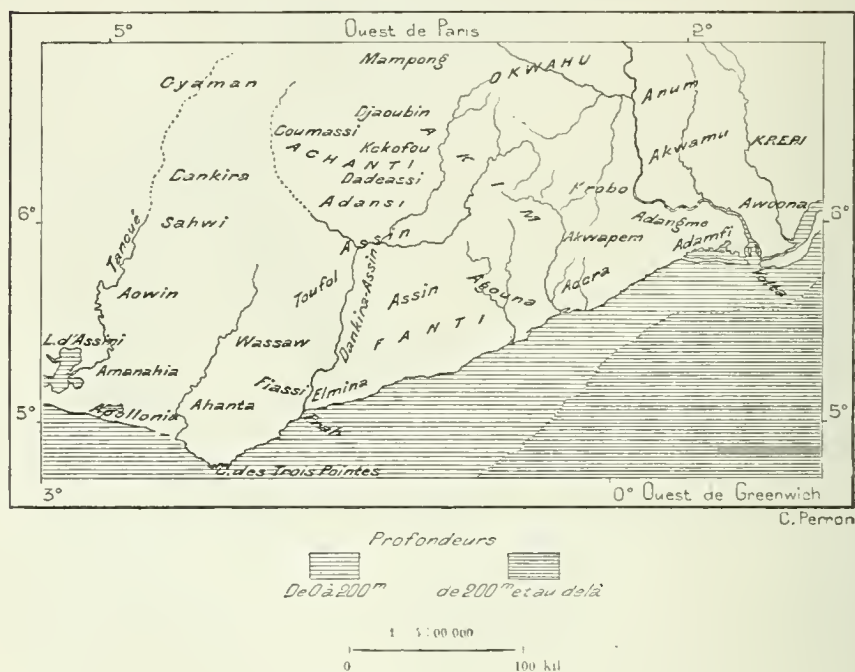 5° Ouest de Paris 2°
Mampong
OKWAHU
Gyaman
Anum
Djaoubin
Coumassi
Akwamu
KREPI
Kokofou
ACHANTI
AKIM
Dadeassi
Dankira
Krobo
Adansi
Awoona
6° 6°
Sahwi
Adangme
Tanoué
Assin
Akwapem
Adamfi
Volta
Aowin
Toufol
Dankira-Assin
Assin
Agouna
Accra
FANTI
L. d'Assini
Wassaw
Amanahia
Fiassi
Elmina
Apollonia
Ahanta
Prah
5° 5°
C. des Trois Pointes
3° 0° Ouest de Greenwich
C. Perron
Profondeurs
De 0 à 200m de 200m et au delà
0 100 kil